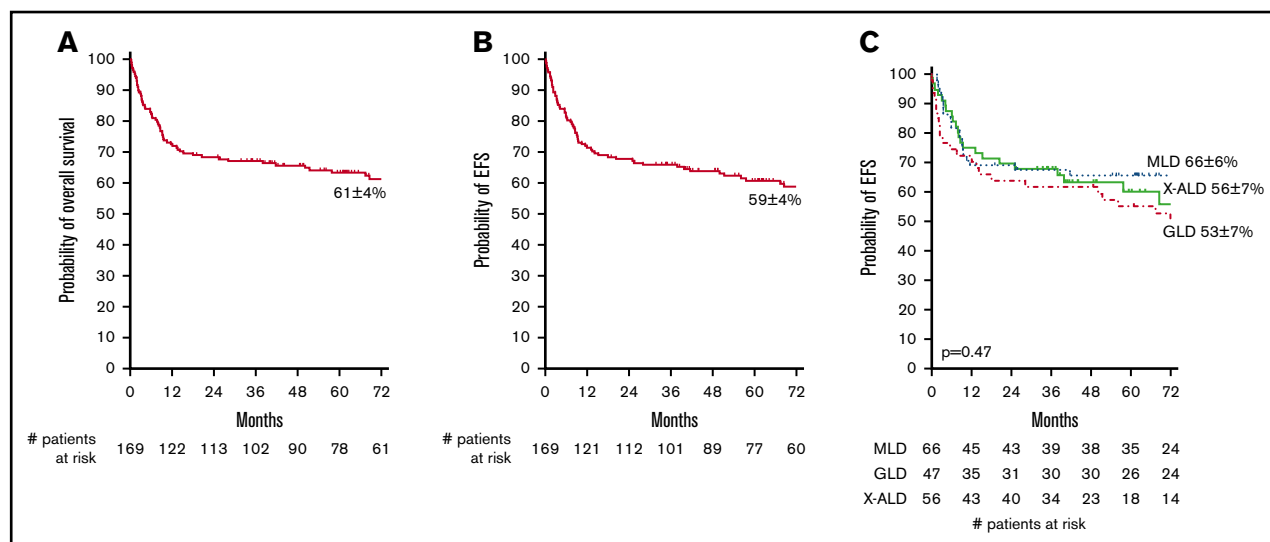 A
Probability of overall survival
100
90
80
70
60
50
40
30
20
10
0
61±4%
0 12 24 36 48 60 72
Months
# patients
at risk
169 122 113 102 90 78 61
B
Probability of EFS
100
90
80
70
60
50
40
30
20
10
0
59±4%
0 12 24 36 48 60 72
Months
# patients
at risk
169 121 112 101 89 77 60
C
Probability of EFS
100
90
80
70
60
50
40
30
20
10
0
MLD 66±6%
X-ALD 56±7%
GLD 53±7%
p=0.47
0 12 24 36 48 60 72
Months
MLD 66 45 43 39 38 35 24
GLD 47 35 31 30 30 26 24
X-ALD 56 43 40 34 23 18 14
# patients at risk